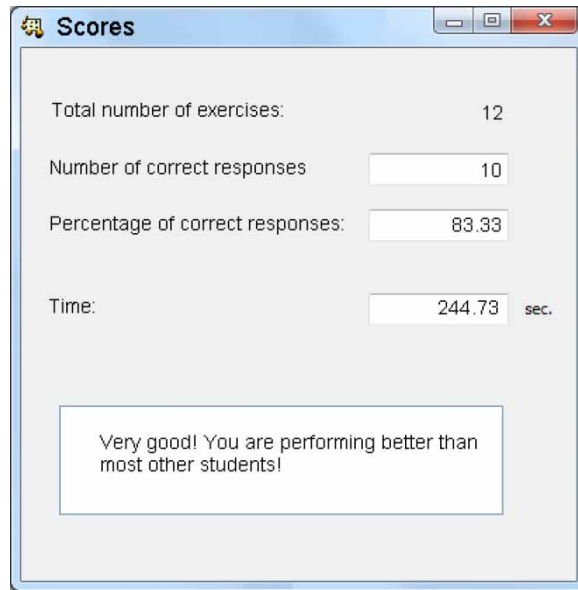 Scores
Total number of exercises: 12
Number of correct responses 10
Percentage of correct responses: 83.33
Time: 244.73 sec.
Very good! You are performing better than
most other students!